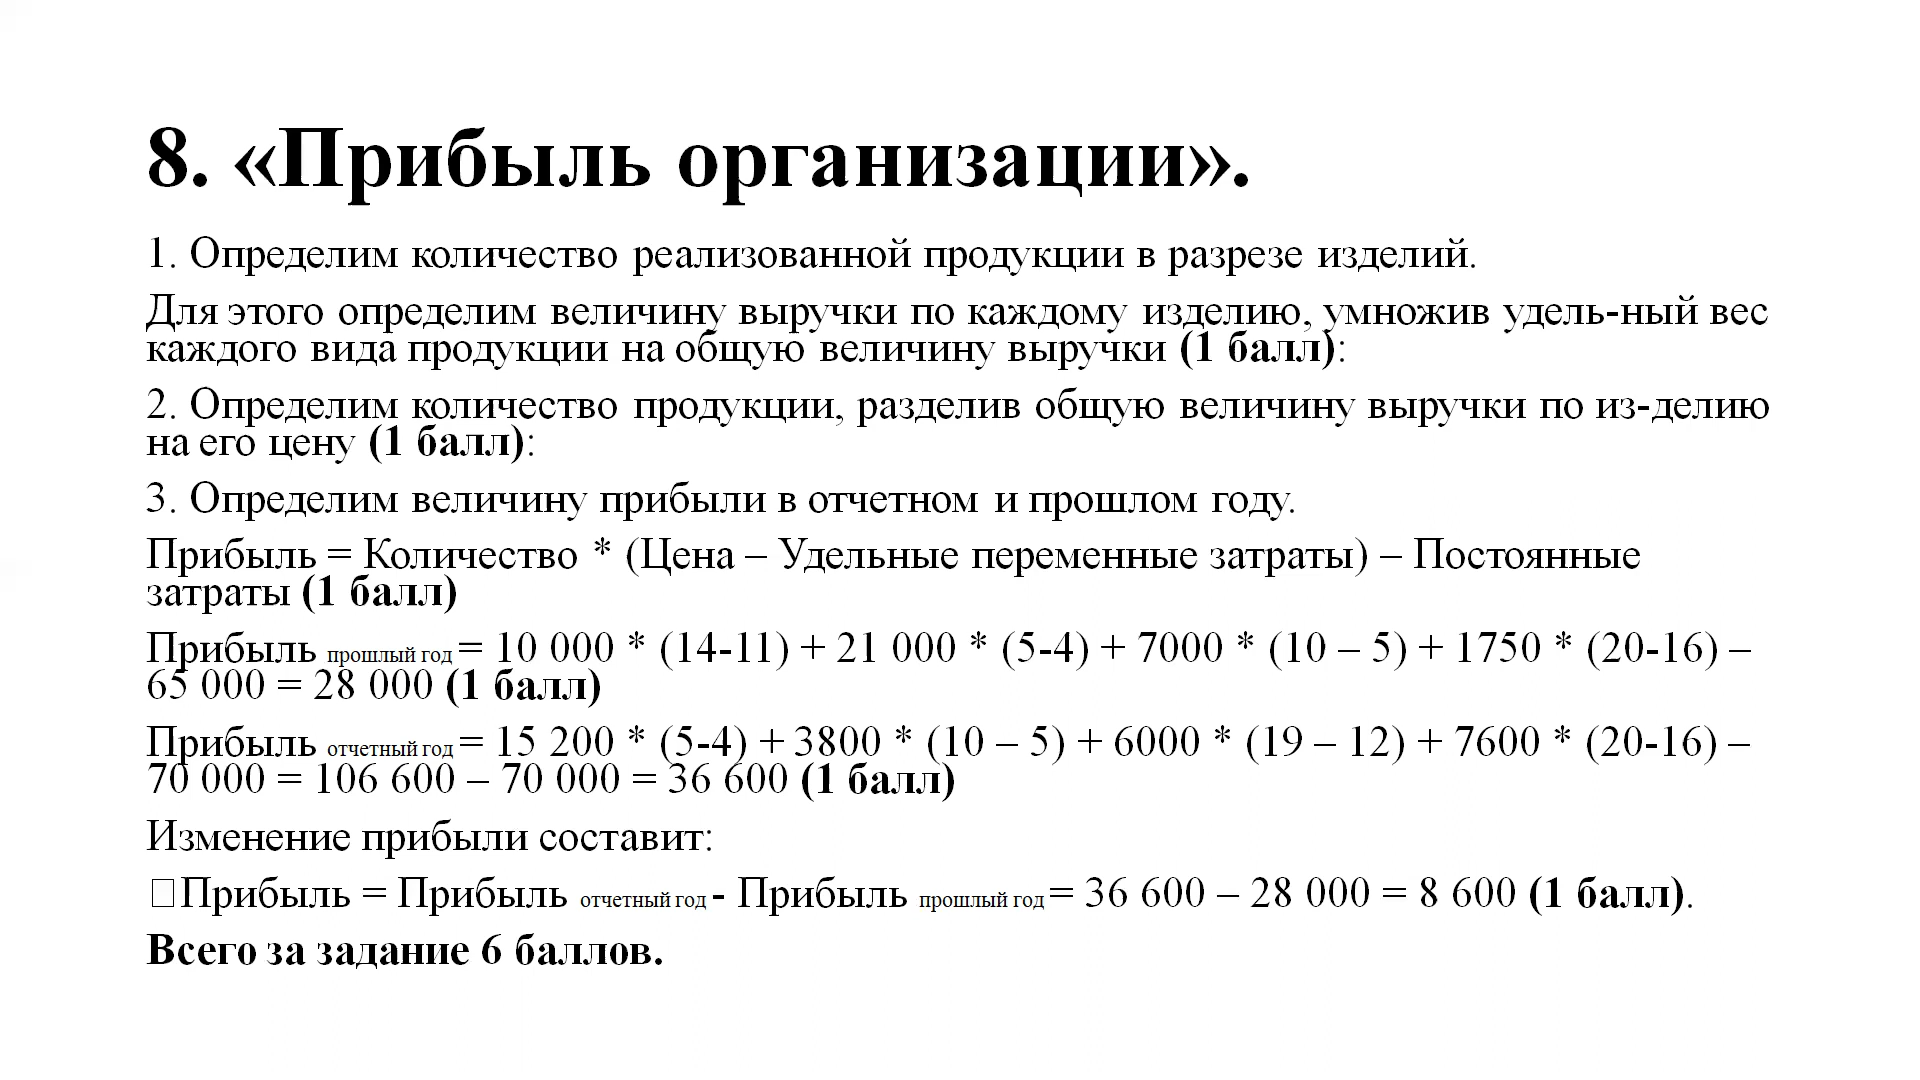 8. «Прибыль организации».
1. Определим количество реализованной продукции в разрезе изделий.
Для этого определим величину выручки по каждому изделию, умножив удель-ный вес
каждого вида продукции на общую величину выручки (1 балл):
2. Определим количество продукции, разделив общую величину выручки по из-делию
на его цену (1 балл):
3. Определим величину прибыли в отчетном и прошлом году.
Прибыль = Количество * (Цена – Удельные переменные затраты) – Постоянные
затраты (1 балл)
Прибыль прошлый год = 10 000 * (14-11) + 21 000 * (5-4) + 7000 * (10 – 5) + 1750 * (20-16) –
65 000 = 28 000 (1 балл)
Прибыль отчетный год = 15 200 * (5-4) + 3800 * (10 – 5) + 6000 * (19 – 12) + 7600 * (20-16) –
70 000 = 106 600 – 70 000 = 36 600 (1 балл)
Изменение прибыли составит:
□Прибыль = Прибыль отчетный год - Прибыль прошлый год = 36 600 – 28 000 = 8 600 (1 балл).
Всего за задание 6 баллов.